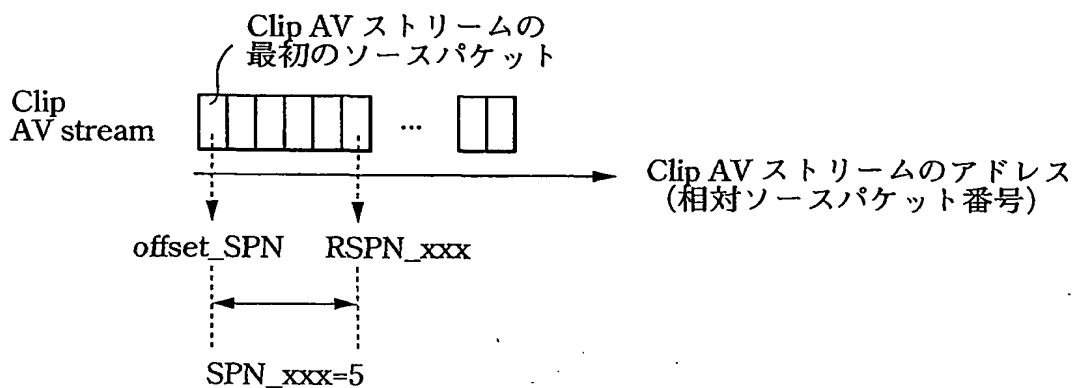 Clip AV ストリームの
最初のソースパケット
Clip
AV stream
...
Clip AV ストリームのアドレス
(相対ソースパケット番号)
offset_SPN RSPN_xxx
SPN_xxx=5